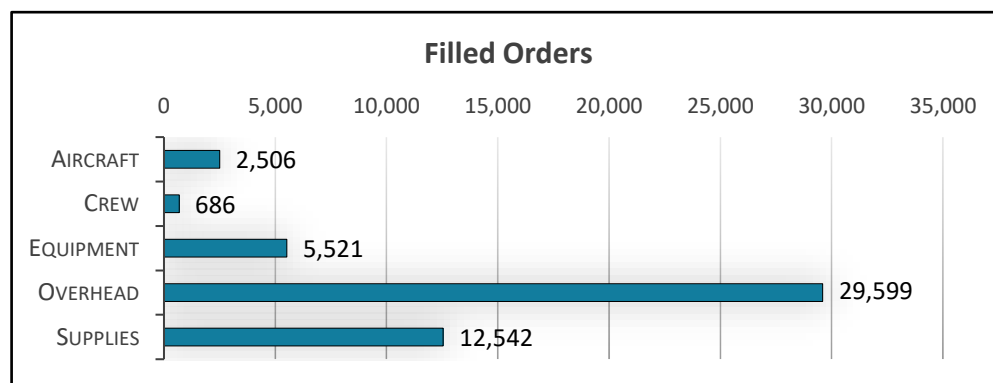 Filled Orders
0 5,000 10,000 15,000 20,000 25,000 30,000 35,000
AIRCRAFT 2,506
CREW 686
EQUIPMENT 5,521
OVERHEAD 29,599
SUPPLIES 12,542